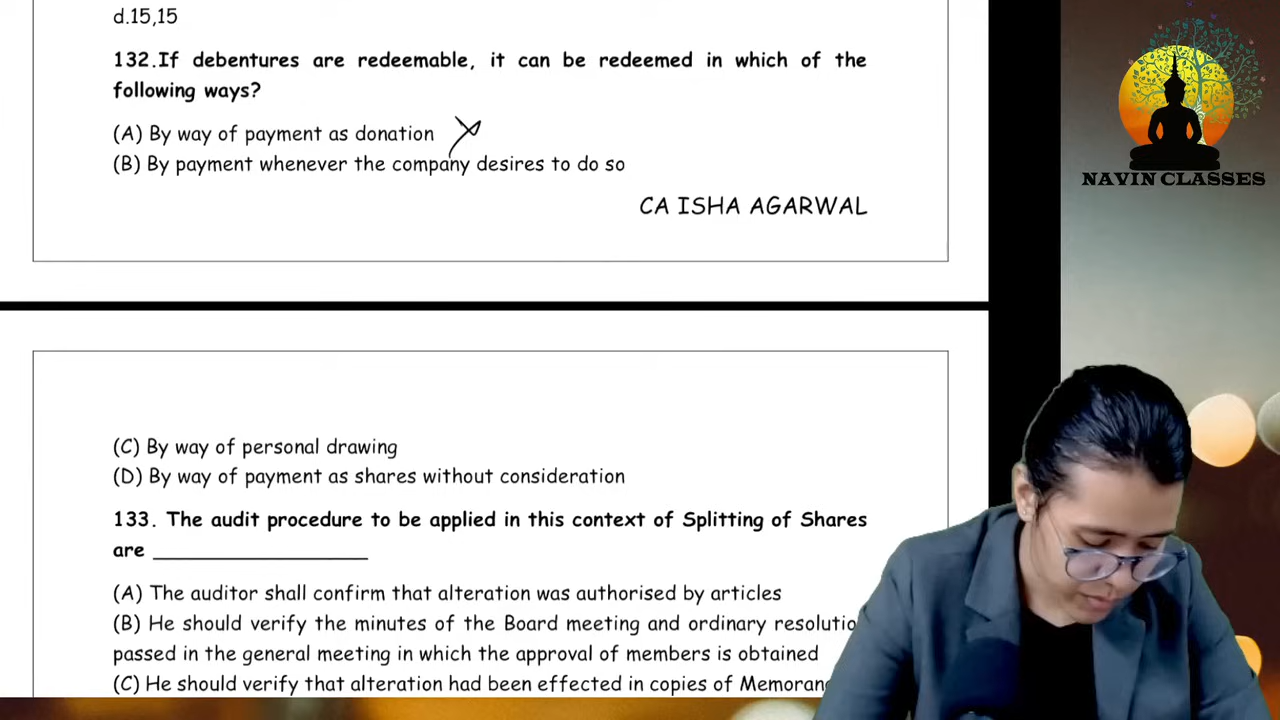 d.15,15
132.If debentures are redeemable, it can be redeemed in which of the
following ways?
(A) By way of payment as donation
(B) By payment whenever the company desires to do so
CA ISHA AGARWAL
NAVIN CLASSES
(C) By way of personal drawing
(D) By way of payment as shares without consideration
133. The audit procedure to be applied in this context of Splitting of Shares
are ________________
(A) The auditor shall confirm that alteration was authorised by articles
(B) He should verify the minutes of the Board meeting and ordinary
passed in the general meeting in which the approval of members is obtained
(C) He should verify that alteration had been effected in copies of